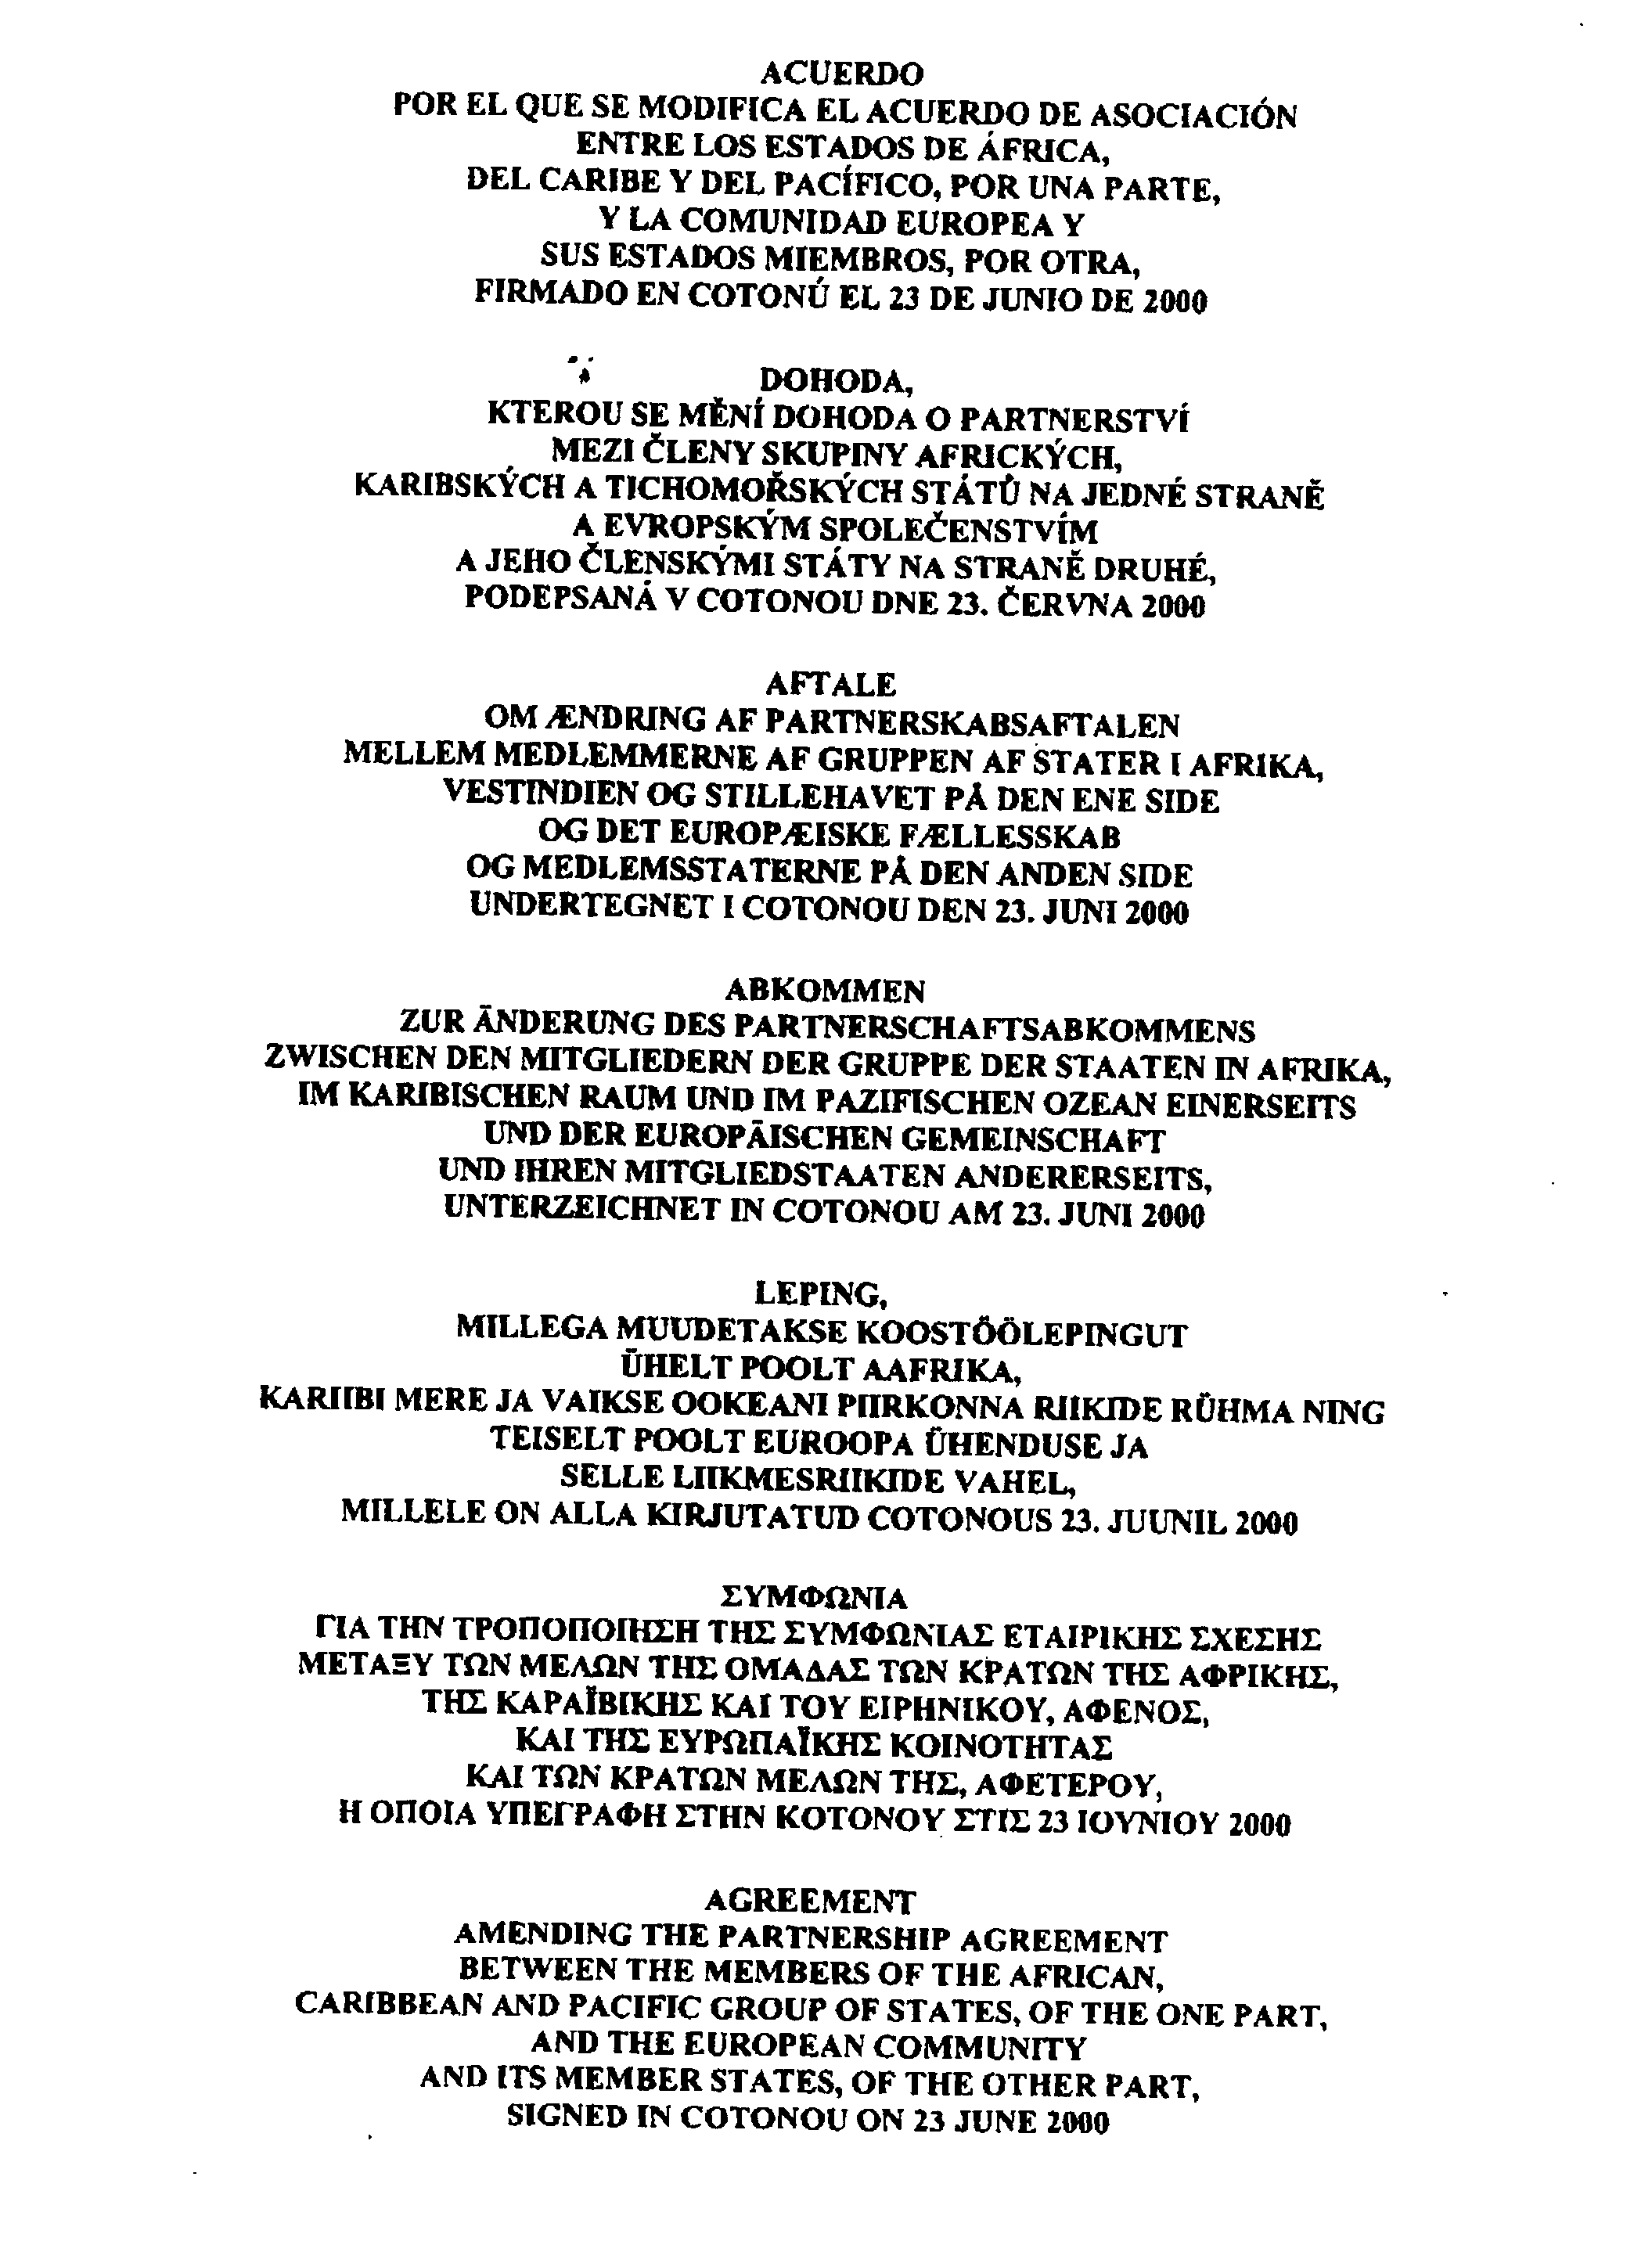 ACUERDO
POR EL QUE SE MODIFICA EL ACUERDO DE ASOCIACIÓN
ENTRE LOS ESTADOS DE ÁFRICA,
DEL CARIBE Y DEL PACÍFICO, POR UNA PARTE,
Y LA COMUNIDAD EUROPEA Y
SUS ESTADOS MIEMBROS, POR OTRA,
FIRMADO EN COTONÚ EL 23 DE JUNIO DE 2000
DOHODA,
KTEROU SE MĚNÍ DOHODA O PARTNERSTVÍ
MEZI ČLENY SKUPINY AFRICKÝCH,
KARIBSKÝCH A TICHOMOŘSKÝCH STÁTŮ NA JEDNÉ STRANĚ
A EVROPSKÝM SPOLEČENSTVÍM
A JEHO ČLENSKÝMI STÁTY NA STRANĚ DRUHÉ,
PODEPSANÁ V COTONOU DNE 23. ČERVNA 2000
AFTALE
OM ÆNDRING AF PARTNERSKABSAFTALEN
MELLEM MEDLEMMERNE AF GRUPPEN AF STATER I AFRIKA,
VESTINDIEN OG STILLEHAVET PÅ DEN ENE SIDE
OG DET EUROPÆISKE FÆLLESSKAB
OG MEDLEMSSTATERNE PÅ DEN ANDEN SIDE
UNDERTEGNET I COTONOU DEN 23. JUNI 2000
ABKOMMEN
ZUR ÄNDERUNG DES PARTNERSCHAFTSABKOMMENS
ZWISCHEN DEN MITGLIEDERN DER GRUPPE DER STAATEN IN AFRIKA,
IM KARIBISCHEN RAUM UND IM PAZIFISCHEN OZEAN EINERSEITS
UND DER EUROPÄISCHEN GEMEINSCHAFT
UND IHREN MITGLIEDSTAATEN ANDERERSEITS,
UNTERZEICHNET IN COTONOU AM 23. JUNI 2000
LEPING,
MILLEGA MUUDETAKSE KOOSTÖÖLEPINGUT
ÜHELT POOLT AAFRIKA,
KARIIBI MERE JA VAIKSE OOKEANI PIIRKONNA RIIKIDE RÜHMA NING
TEISELT POOLT EUROOPA ÜHENDUSE JA
SELLE LIIKMESRIIKIDE VAHEL,
MILLELE ON ALLA KIRJUTATUD COTONOUS 23. JUUNIL 2000
ΣΥΜΦΩΝΙΑ
ΓΙΑ ΤΗΝ ΤΡΟΠΟΠΟΙΗΣΗ ΤΗΣ ΣΥΜΦΩΝΙΑΣ ΕΤΑΙΡΙΚΗΣ ΣΧΕΣΗΣ
ΜΕΤΑΞΥ ΤΩΝ ΜΕΛΩΝ ΤΗΣ ΟΜΑΔΑΣ ΤΩΝ ΚΡΑΤΩΝ ΤΗΣ ΑΦΡΙΚΗΣ,
ΤΗΣ ΚΑΡΑΪΒΙΚΗΣ ΚΑΙ ΤΟΥ ΕΙΡΗΝΙΚΟΥ, ΑΦΕΝΟΣ,
ΚΑΙ ΤΗΣ ΕΥΡΩΠΑΪΚΗΣ ΚΟΙΝΟΤΗΤΑΣ
ΚΑΙ ΤΩΝ ΚΡΑΤΩΝ ΜΕΛΩΝ ΤΗΣ, ΑΦΕΤΕΡΟΥ,
Η ΟΠΟΙΑ ΥΠΕΓΡΑΦΗ ΣΤΗΝ ΚΟΤΟΝΟΥ ΣΤΙΣ 23 ΙΟΥΝΙΟΥ 2000
AGREEMENT
AMENDING THE PARTNERSHIP AGREEMENT
BETWEEN THE MEMBERS OF THE AFRICAN,
CARIBBEAN AND PACIFIC GROUP OF STATES, OF THE ONE PART,
AND THE EUROPEAN COMMUNITY
AND ITS MEMBER STATES, OF THE OTHER PART,
SIGNED IN COTONOU ON 23 JUNE 2000